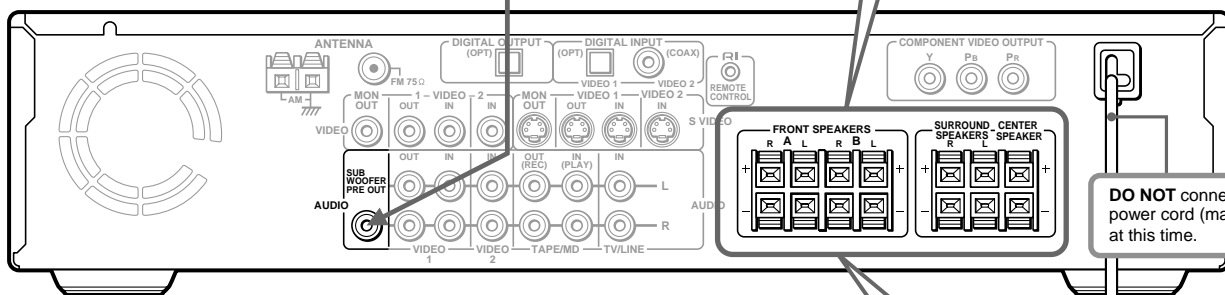 ANTENNA
FM 75Ω
AM
DIGITAL OUTPUT
(OPT)
DIGITAL INPUT
(OPT)
(COAX)
VIDEO 1
VIDEO 2
RI
REMOTE
CONTROL
COMPONENT VIDEO OUTPUT
Y PB PR
MON
OUT
1 – VIDEO – 2
OUT IN IN
VIDEO
MON
OUT
VIDEO 1
OUT IN
VIDEO 2
IN
S VIDEO
SUB
WOOFER
PRE OUT
AUDIO
OUT IN IN
OUT
(REC)
IN
(PLAY)
IN
L
R
AUDIO
VIDEO
1
VIDEO
2
TAPE/MD
TV/LINE
FRONT SPEAKERS
R A L R B L
+ +
– –
SURROUND
SPEAKERS
R L
CENTER
SPEAKER
+ +
– –
DO NOT
power cord
at this time.